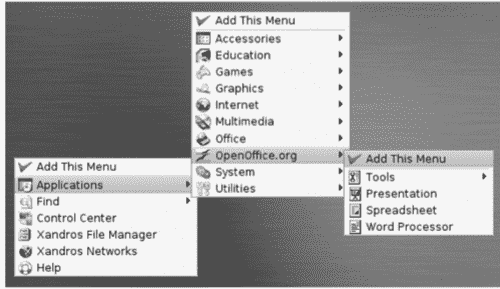 Add This Menu
Accessories
Education
Games
Graphics
Internet
Multimedia
Office
OpenOffice.org
System
Utilities
Add This Menu
Applications
Find
Control Center
Xandros File Manager
Xandros Networks
Help
Add This Menu
Tools
Presentation
Spreadsheet
Word Processor